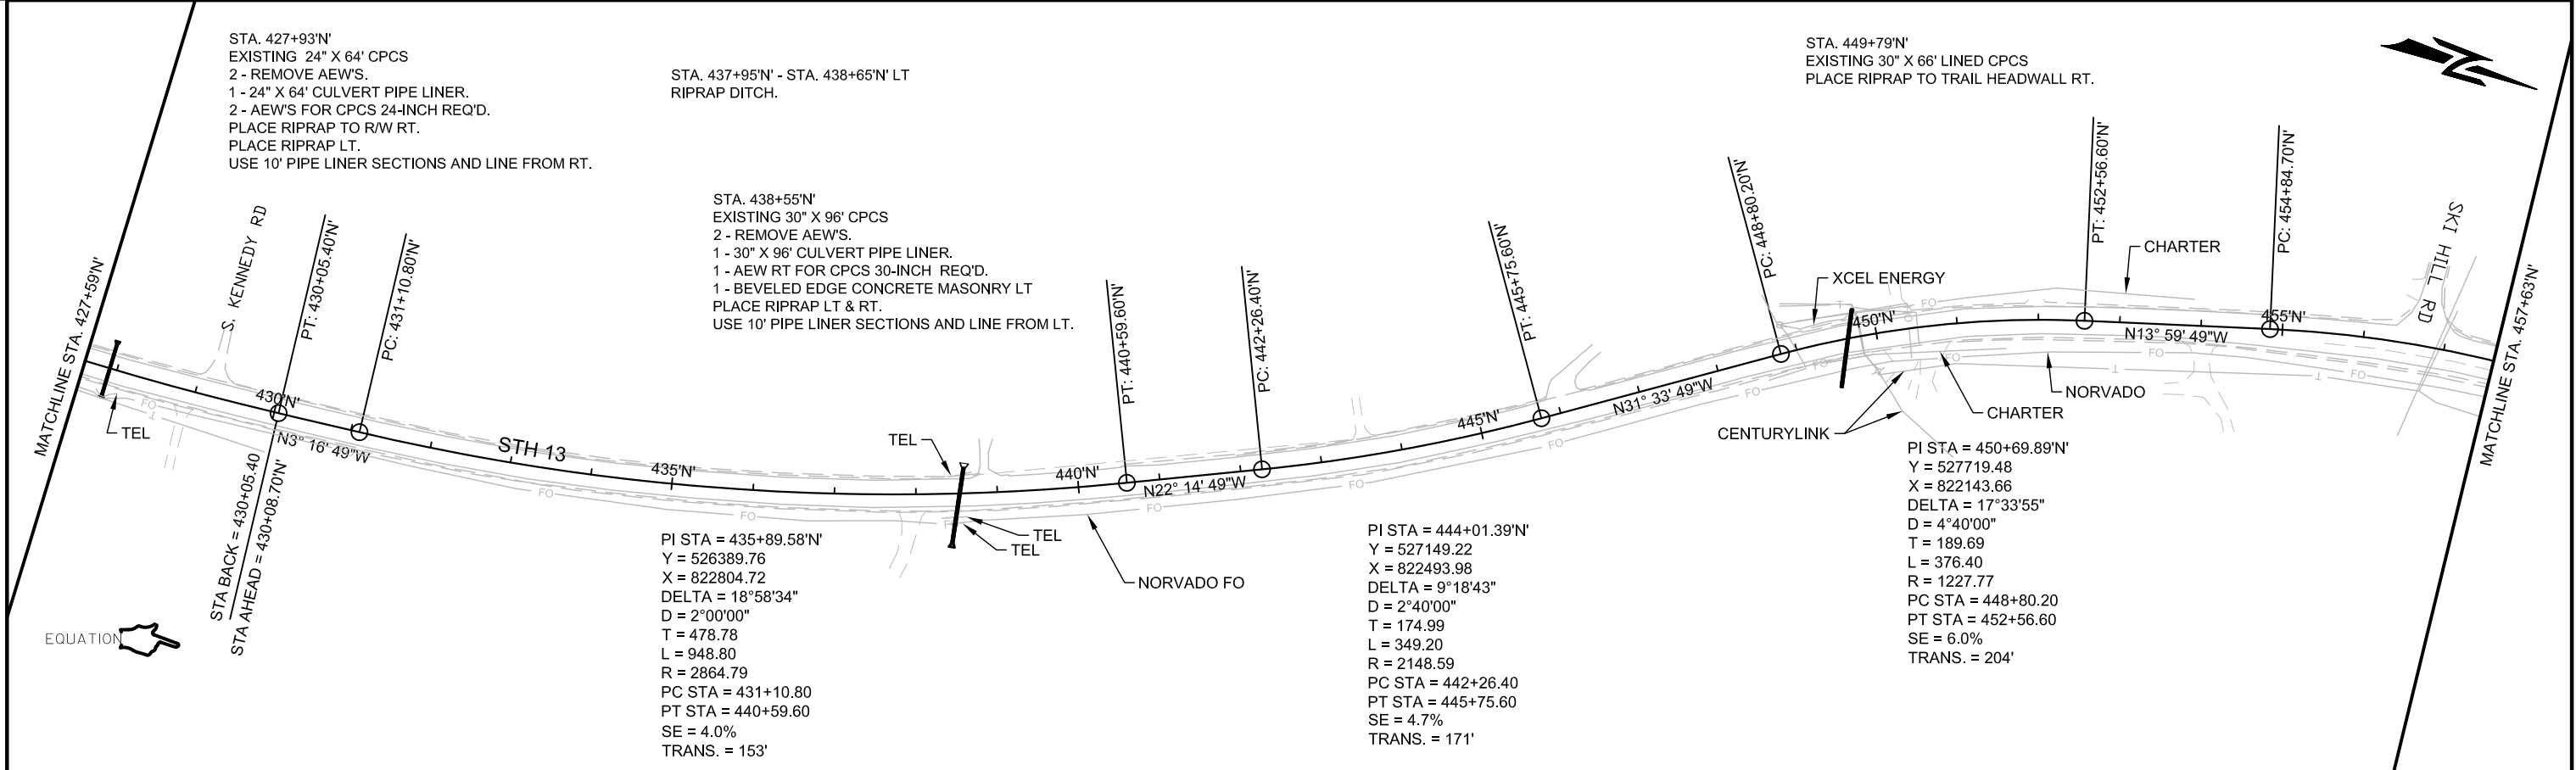 STA. 427+93'N'
EXISTING 24" X 64' CPCS
2 - REMOVE AEW'S.
1 - 24" X 64' CULVERT PIPE LINER.
2 - AEW'S FOR CPCS 24-INCH REQ'D.
PLACE RIPRAP TO R/W RT.
PLACE RIPRAP LT.
USE 10' PIPE LINER SECTIONS AND LINE FROM RT.
STA. 437+95'N' - STA. 438+65'N' LT
RIPRAP DITCH.
STA. 438+55'N'
EXISTING 30" X 96' CPCS
2 - REMOVE AEW'S.
1 - 30" X 96' CULVERT PIPE LINER.
1 - AEW RT FOR CPCS 30-INCH REQ'D.
1 - BEVELED EDGE CONCRETE MASONRY LT
PLACE RIPRAP LT & RT.
USE 10' PIPE LINER SECTIONS AND LINE FROM LT.
STA. 449+79'N'
EXISTING 30" X 66' LINED CPCS
PLACE RIPRAP TO TRAIL HEADWALL RT.
MATCHLINE STA. 427+59'N'
S. KENNEDY RD
PT: 430+05.40'N'
PC: 431+10.80'N'
PT: 440+59.60'N'
PC: 442+26.40'N'
PT: 445+75.60'N'
PC: 448+80.20'N'
PT: 452+56.60'N'
PC: 454+84.70'N'
SKI HILL RD
MATCHLINE STA. 457+63'N'
XCEL ENERGY
CHARTER
430'N'
435'N'
440'N'
445'N'
450'N'
455'N'
STH 13
N3° 16' 49"W
N22° 14' 49"W
N31° 33' 49"W
N13° 59' 49"W
TEL
TEL
TEL
TEL
NORVADO FO
CENTURYLINK
CHARTER
NORVADO
FO
FO
FO
FO
FO
FO
FO
FO
FO
FO
FO
FO
FO
FO
STA BACK = 430+05.40
STA AHEAD = 430+08.70'N'
EQUATION
PI STA = 435+89.58'N'
Y = 526389.76
X = 822804.72
DELTA = 18°58'34"
D = 2°00'00"
T = 478.78
L = 948.80
R = 2864.79
PC STA = 431+10.80
PT STA = 440+59.60
SE = 4.0%
TRANS. = 153'
PI STA = 444+01.39'N'
Y = 527149.22
X = 822493.98
DELTA = 9°18'43"
D = 2°40'00"
T = 174.99
L = 349.20
R = 2148.59
PC STA = 442+26.40
PT STA = 445+75.60
SE = 4.7%
TRANS. = 171'
PI STA = 450+69.89'N'
Y = 527719.48
X = 822143.66
DELTA = 17°33'55"
D = 4°40'00"
T = 189.69
L = 376.40
R = 1227.77
PC STA = 448+80.20
PT STA = 452+56.60
SE = 6.0%
TRANS. = 204'